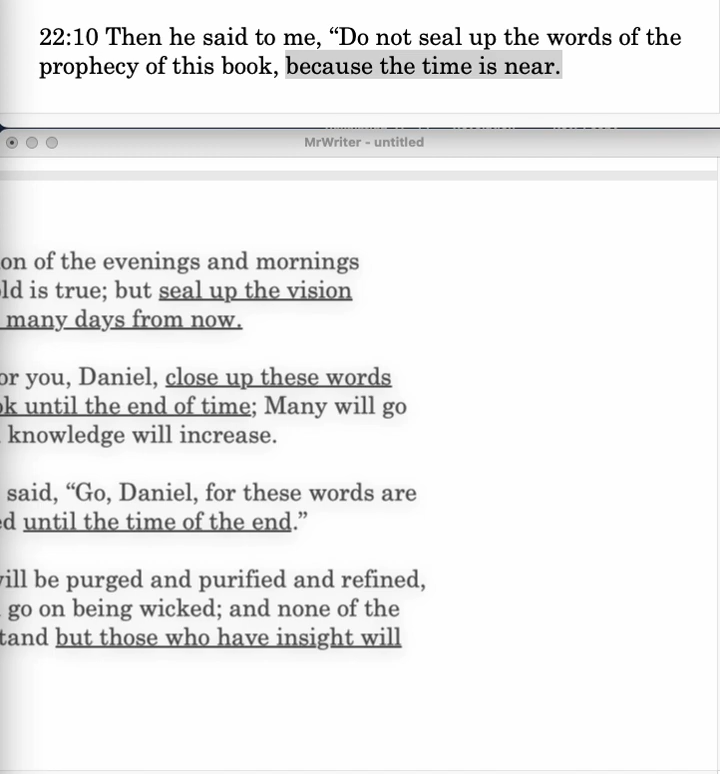 22:10 Then he said to me, “Do not seal up the words of the
prophecy of this book, because the time is near.
MrWriter - untitled
on of the evenings and mornings
ld is true; but seal up the vision
many days from now.
or you, Daniel, close up these words
ok until the end of time; Many will go
knowledge will increase.
said, “Go, Daniel, for these words are
ed until the time of the end.”
will be purged and purified and refined,
go on being wicked; and none of the
tand but those who have insight will